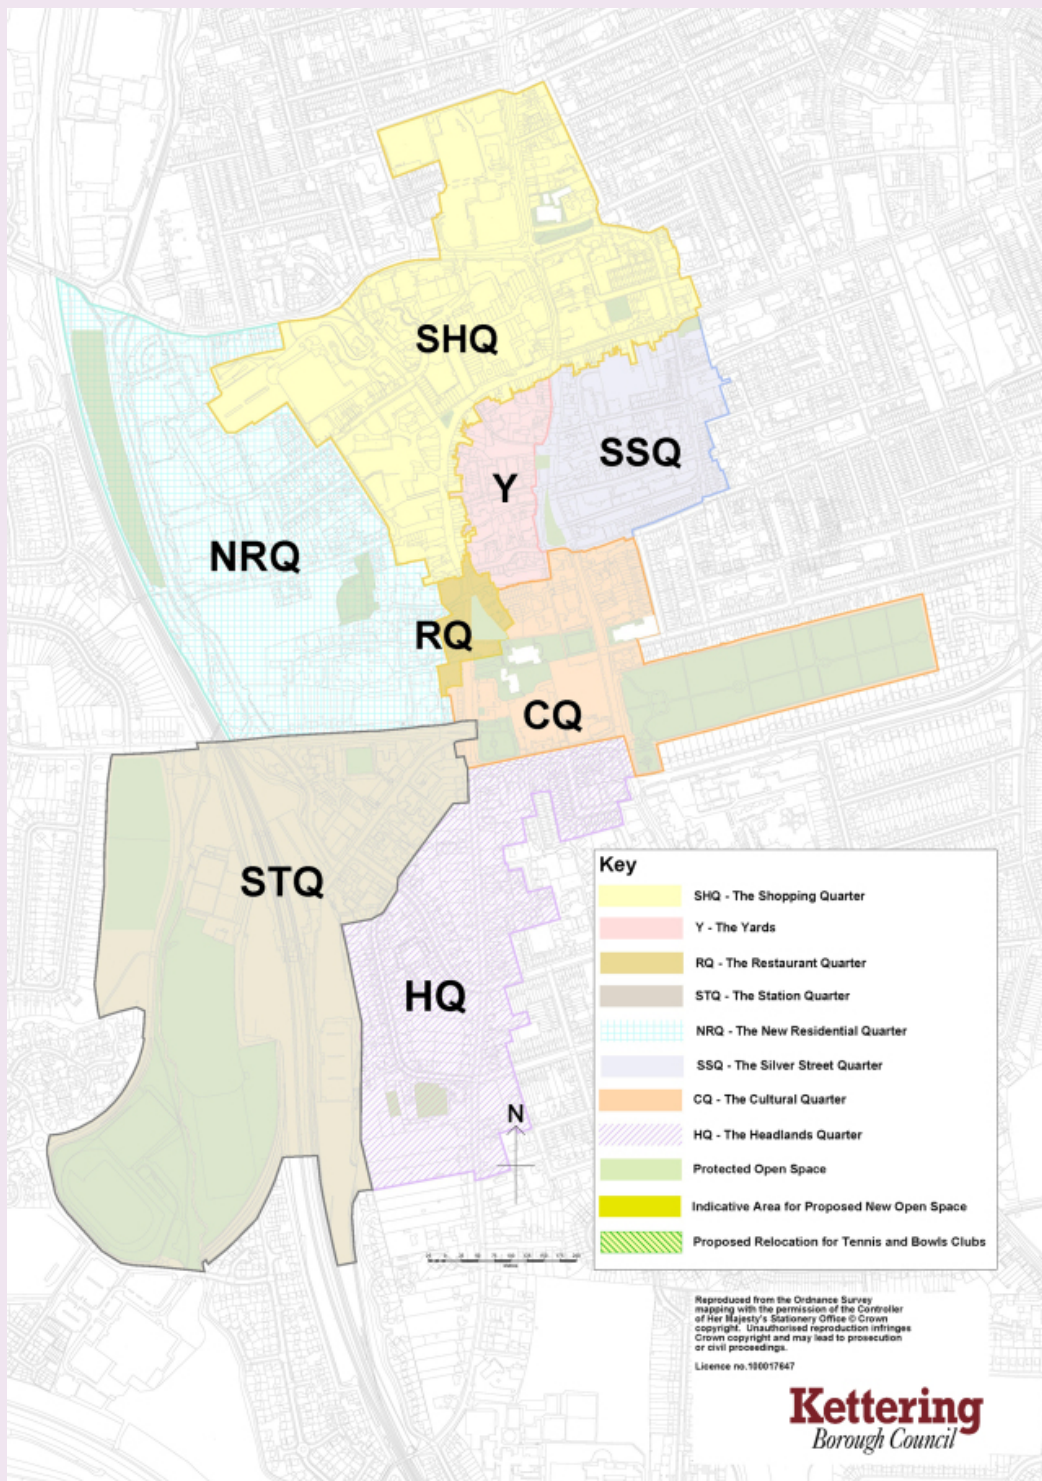 SHQ
SSQ
Y
NRQ
RQ
CQ
STQ
HQ
N
Key
SHQ - The Shopping Quarter
Y - The Yards
RQ - The Restaurant Quarter
STQ - The Station Quarter
NRQ - The New Residential Quarter
SSQ - The Silver Street Quarter
CQ - The Cultural Quarter
HQ - The Headlands Quarter
Protected Open Space
Indicative Area for Proposed New Open Space
Proposed Relocation for Tennis and Bowls Clubs
Reproduced from the Ordnance Survey
mapping with the permission of the Controller
of Her Majesty's Stationery Office © Crown
copyright. Unauthorised reproduction infringes
Crown copyright and may lead to prosecution
or civil proceedings.
Licence no.100017647
Kettering
Borough Council